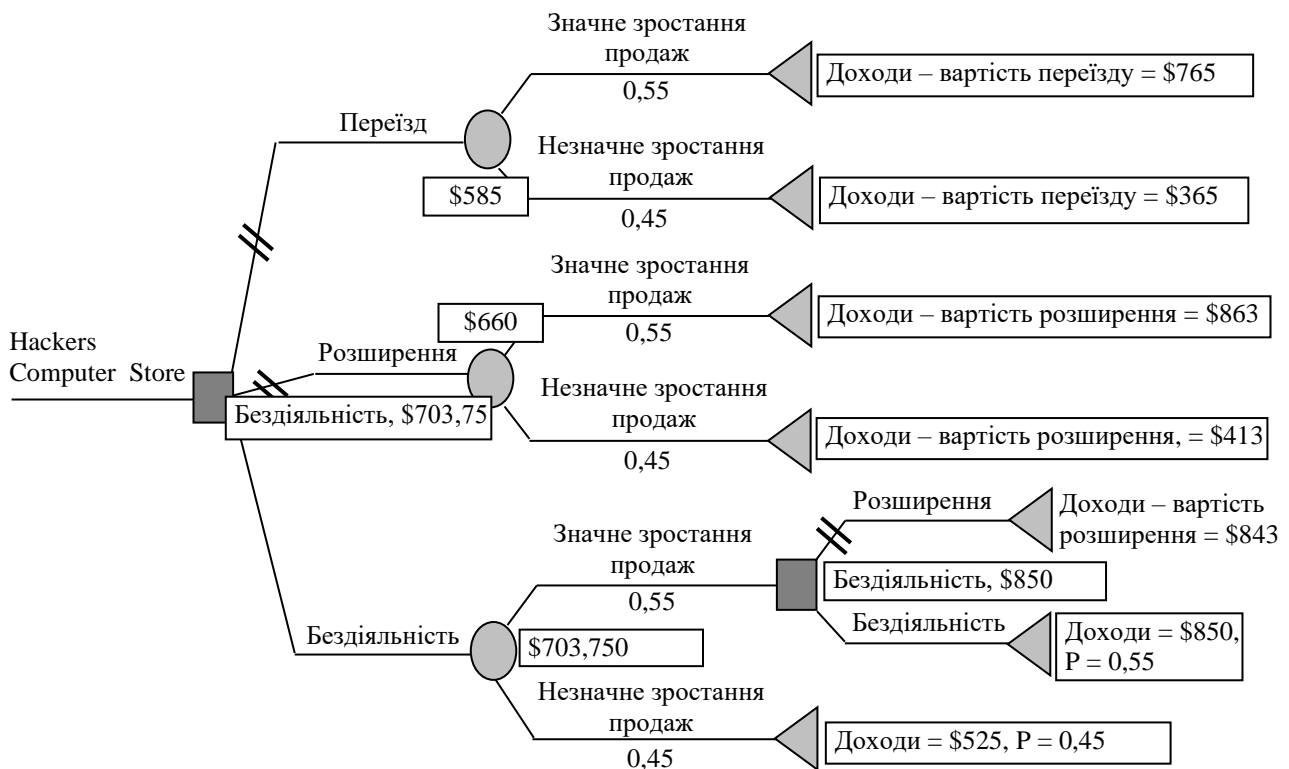 Значне зростання
продаж
0,55
Доходи – вартість переїзду = $765
Переїзд
Незначне зростання
продаж
0,45
$585
Доходи – вартість переїзду = $365
Значне зростання
продаж
0,55
$660
Доходи – вартість розширення = $863
Hackers
Computer Store
Розширення
Бездіяльність, $703,75
Незначне зростання
продаж
0,45
Доходи – вартість розширення, = $413
Розширення
Доходи – вартість
розширення = $843
Значне зростання
продаж
0,55
Бездіяльність, $850
Бездіяльність
Доходи = $850,
P = 0,55
Бездіяльність
$703,750
Незначне зростання
продаж
0,45
Доходи = $525, P = 0,45